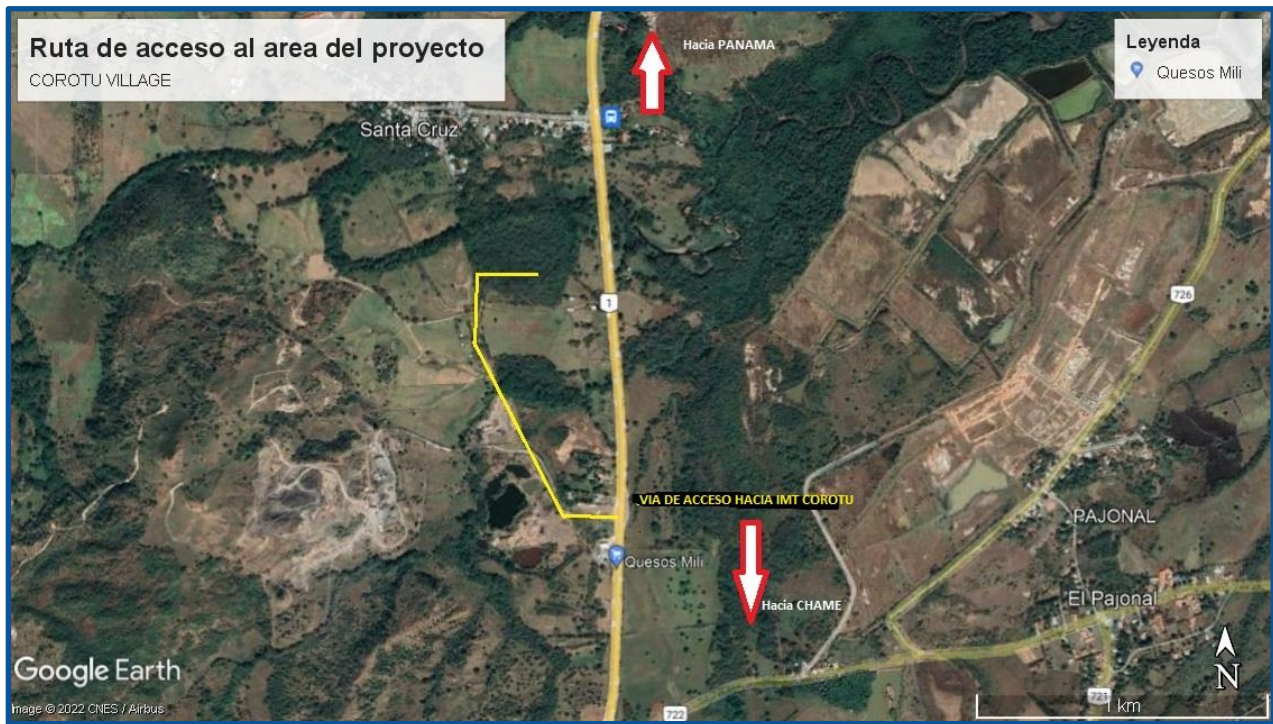 Ruta de acceso al area del proyecto
COROTU VILLAGE
Hacia PANAMA
Leyenda
Quesos Mili
Santa Cruz
1
726
VIA DE ACCESO HACIA IMT COROTU
PAJONAL
Quesos Mili
Hacia CHAME
El Pajonal
Google Earth
N
mage © 2022 CNES / Airbus
722
721
1 km